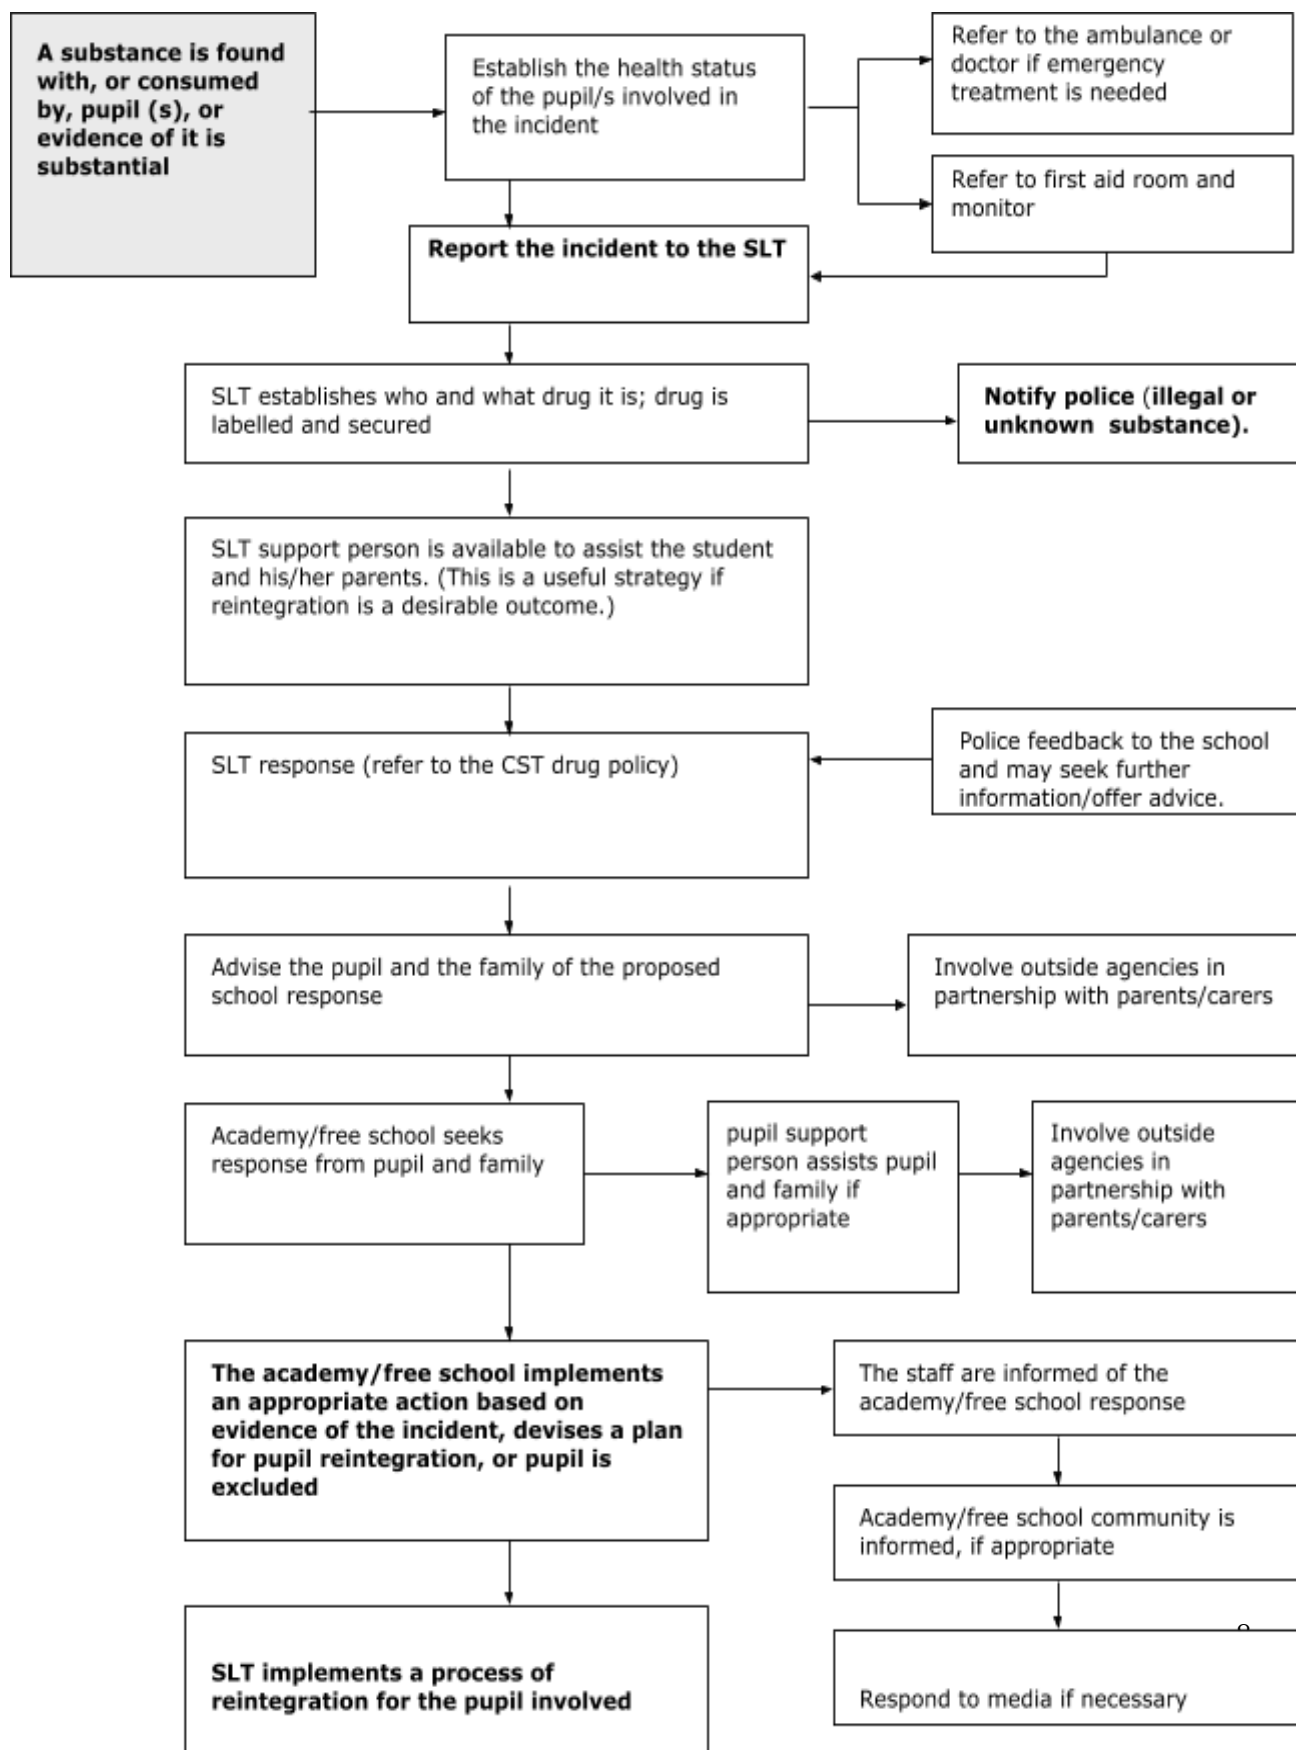 A substance is found
with, or consumed
by, pupil (s), or
evidence of it is
substantial
Establish the health status
of the pupil/s involved in
the incident
Refer to the ambulance or
doctor if emergency
treatment is needed
Refer to first aid room and
monitor
Report the incident to the SLT
SLT establishes who and what drug it is; drug is
labelled and secured
Notify police (illegal or
unknown  substance).
SLT support person is available to assist the student
and his/her parents. (This is a useful strategy if
reintegration is a desirable outcome.)
SLT response (refer to the CST drug policy)
Police feedback to the school
and may seek further
information/offer advice.
Advise the pupil and the family of the proposed
school response
Involve outside agencies in
partnership with parents/carers
Academy/free school seeks
response from pupil and family
pupil support
person assists pupil
and family if
appropriate
Involve outside
agencies in
partnership with
parents/carers
The academy/free school implements
an appropriate action based on
evidence of the incident, devises a plan
for pupil reintegration, or pupil is
excluded
The staff are informed of the
academy/free school response
Academy/free school community is
informed, if appropriate
SLT implements a process of
reintegration for the pupil involved
Respond to media if necessary